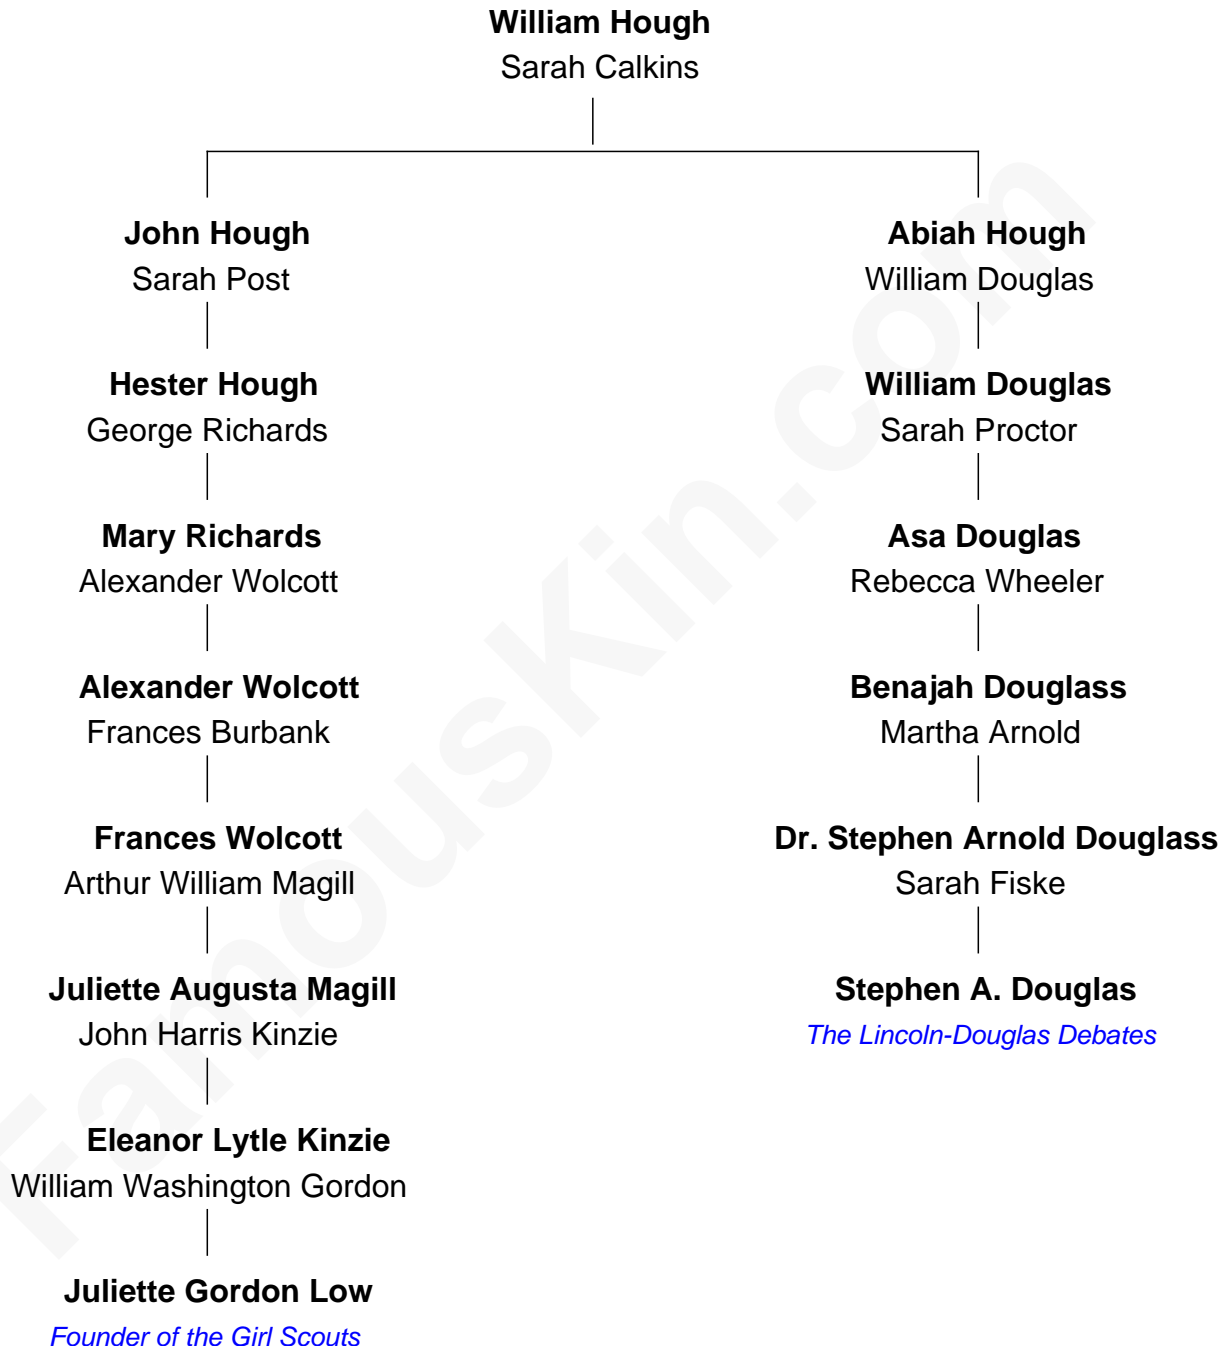 William Hough
Sarah Calkins
John Hough
Sarah Post
Abiah Hough
William Douglas
Hester Hough
George Richards
William Douglas
Sarah Proctor
Mary Richards
Alexander Wolcott
Asa Douglas
Rebecca Wheeler
Alexander Wolcott
Frances Burbank
Benajah Douglass
Martha Arnold
Frances Wolcott
Arthur William Magill
Dr. Stephen Arnold Douglass
Sarah Fiske
Juliette Augusta Magill
John Harris Kinzie
Stephen A. Douglas
The Lincoln-Douglas Debates
Eleanor Lytle Kinzie
William Washington Gordon
Juliette Gordon Low
Founder of the Girl Scouts
FamousKin.com